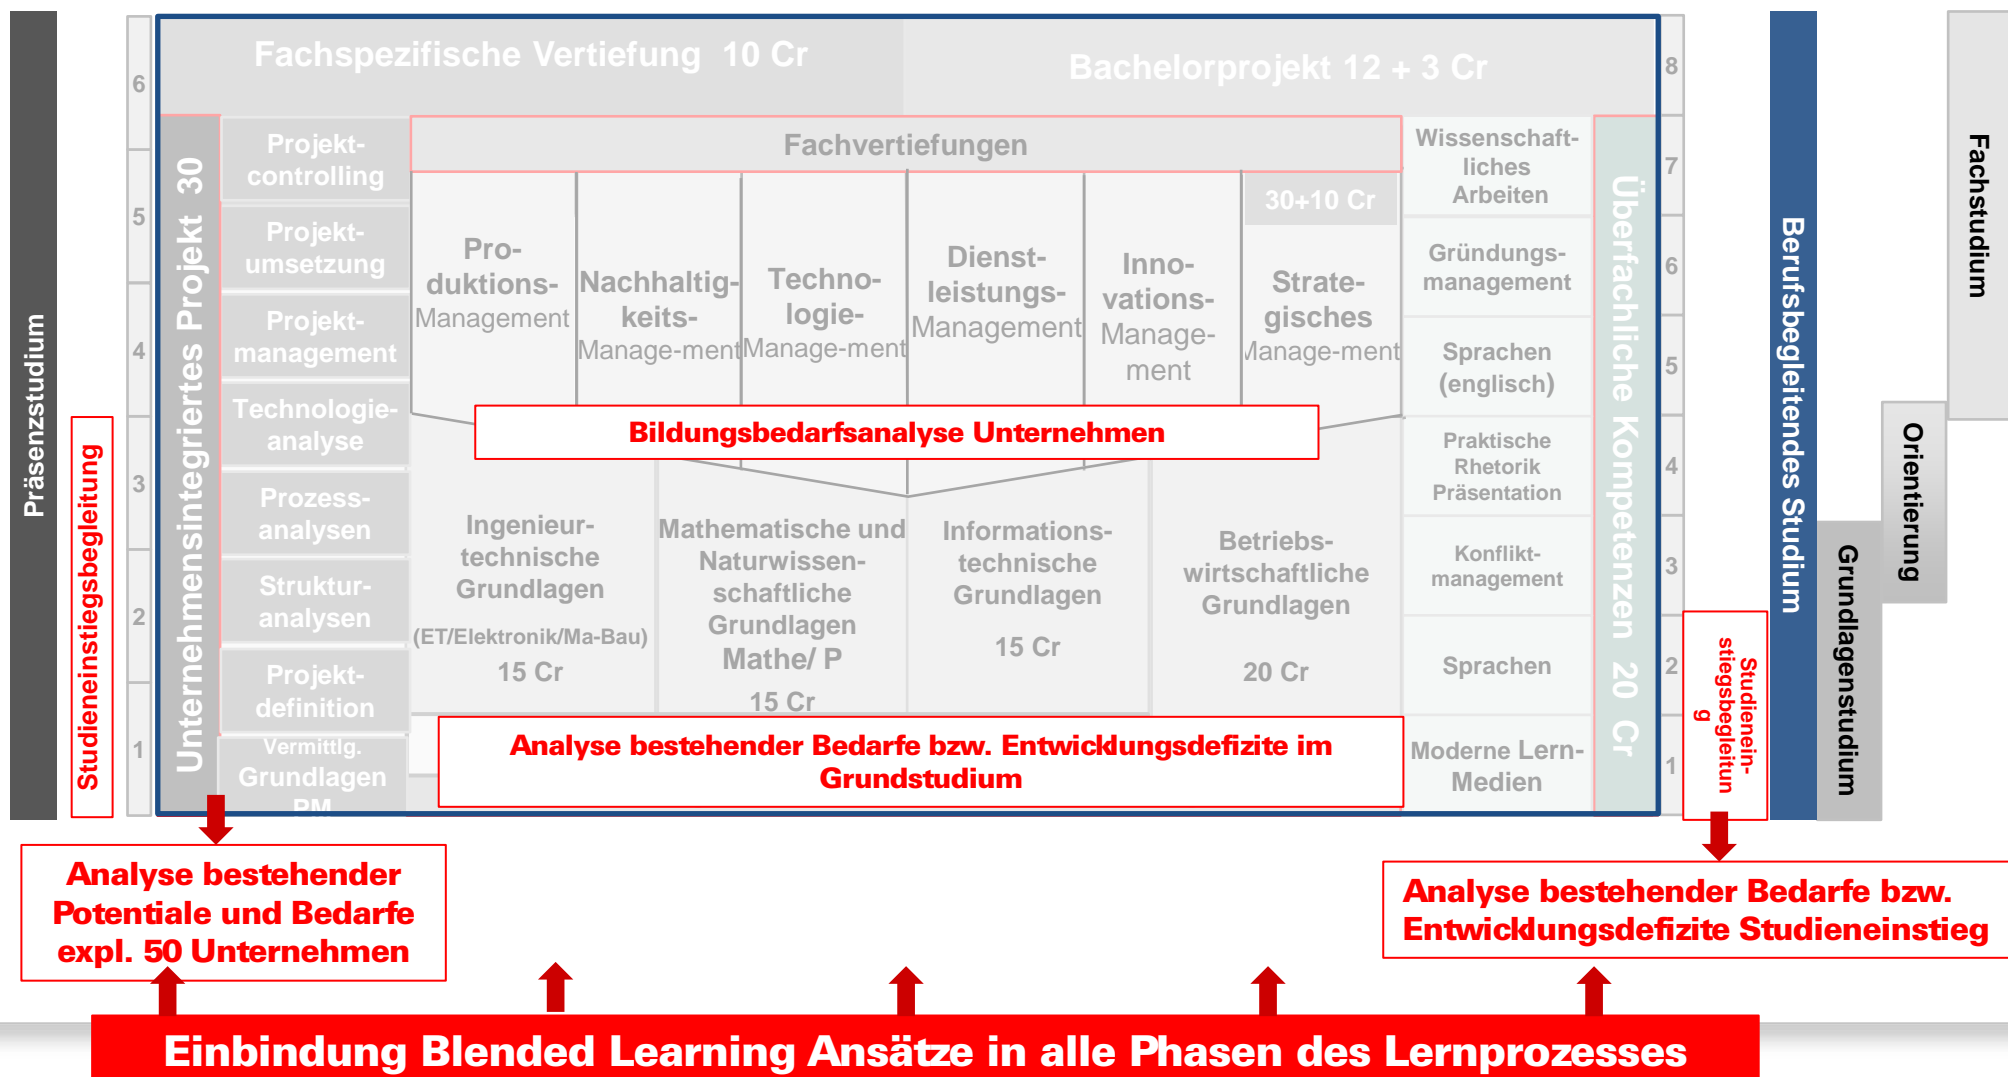 Präsenzstudium
Studieneinstiegsbegleitung
6
5
4
3
2
1
Fachspezifische Vertiefung 10 Cr
Bachelorprojekt 12 + 3 Cr
Unternehmensintegriertes Projekt 30
Projekt-
controlling
Projekt-
umsetzung
Projekt-
management
Technologie-
analyse
Prozess-
analysen
Struktur-
analysen
Projekt-
definition
Vermittlg.
Grundlagen
PM
Fachvertiefungen
30+10 Cr
Pro-
duktions-
Management
Nachhaltig-
keits-
Manage-ment
Techno-
logie-
Manage-ment
Dienst-
leistungs-
Management
Inno-
vations-
Manage-
ment
Strate-
gisches
Manage-ment
Bildungsbedarfsanalyse Unternehmen
Ingenieur-
technische
Grundlagen
(ET/Elektronik/Ma-Bau)
15 Cr
Mathematische und
Naturwissen-
schaftliche
Grundlagen
Mathe/ P
15 Cr
Informations-
technische
Grundlagen
15 Cr
Betriebs-
wirtschaftliche
Grundlagen
20 Cr
Analyse bestehender Bedarfe bzw. Entwicklungsdefizite im
Grundstudium
Wissenschaft-
liches
Arbeiten
Gründungs-
management
Sprachen
(englisch)
Praktische
Rhetorik
Präsentation
Konflikt-
management
Sprachen
Moderne Lern-
Medien
Überfachliche Kompetenzen 20 Cr
8
7
6
5
4
3
2
1
Studienein-
stiegsbegleitun
g
Berufsbegleitendes Studium
Grundlagenstudium
Orientierung
Fachstudium
Analyse bestehender
Potentiale und Bedarfe
expl. 50 Unternehmen
Analyse bestehender Bedarfe bzw.
Entwicklungsdefizite Studieneinstieg
Einbindung Blended Learning Ansätze in alle Phasen des Lernprozesses